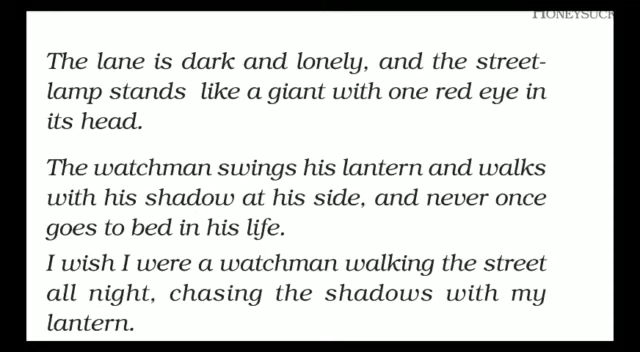 HONEYSUCK
The lane is dark and lonely, and the street-
lamp stands like a giant with one red eye in
its head.
The watchman swings his lantern and walks
with his shadow at his side, and never once
goes to bed in his life.
I wish I were a watchman walking the street
all night, chasing the shadows with my
lantern.